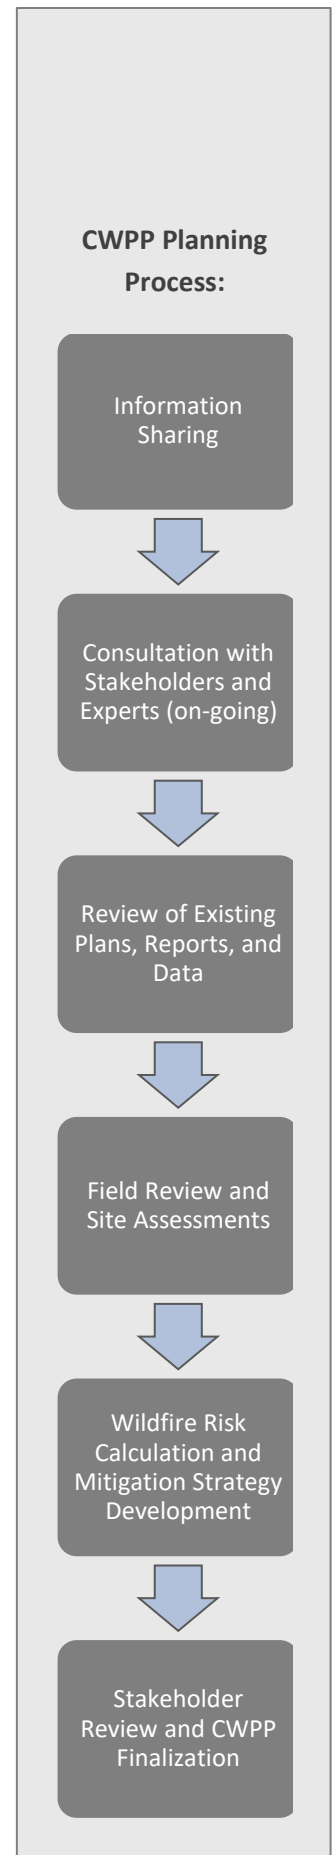 CWPP Planning
Process:
Information
Sharing
Consultation with
Stakeholders and
Experts (on-going)
Review of Existing
Plans, Reports, and
Data
Field Review and
Site Assessments
Wildfire Risk
Calculation and
Mitigation Strategy
Development
Stakeholder
Review and CWPP
Finalization